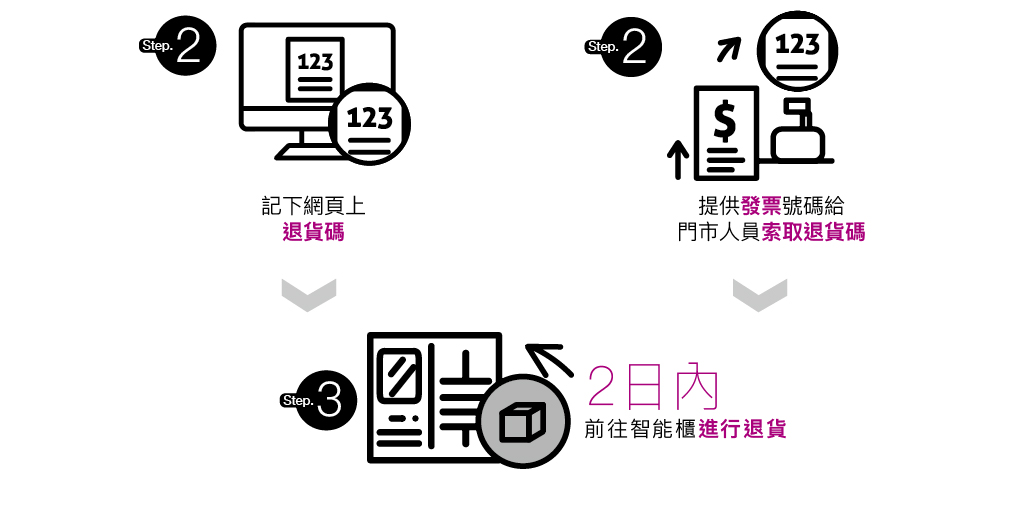 Step. 2
123
123
記下網頁上
退貨碼
Step. 2
123
$
提供發票號碼給
門市人員索取退貨碼
Step. 3
2日內
前往智能櫃進行退貨